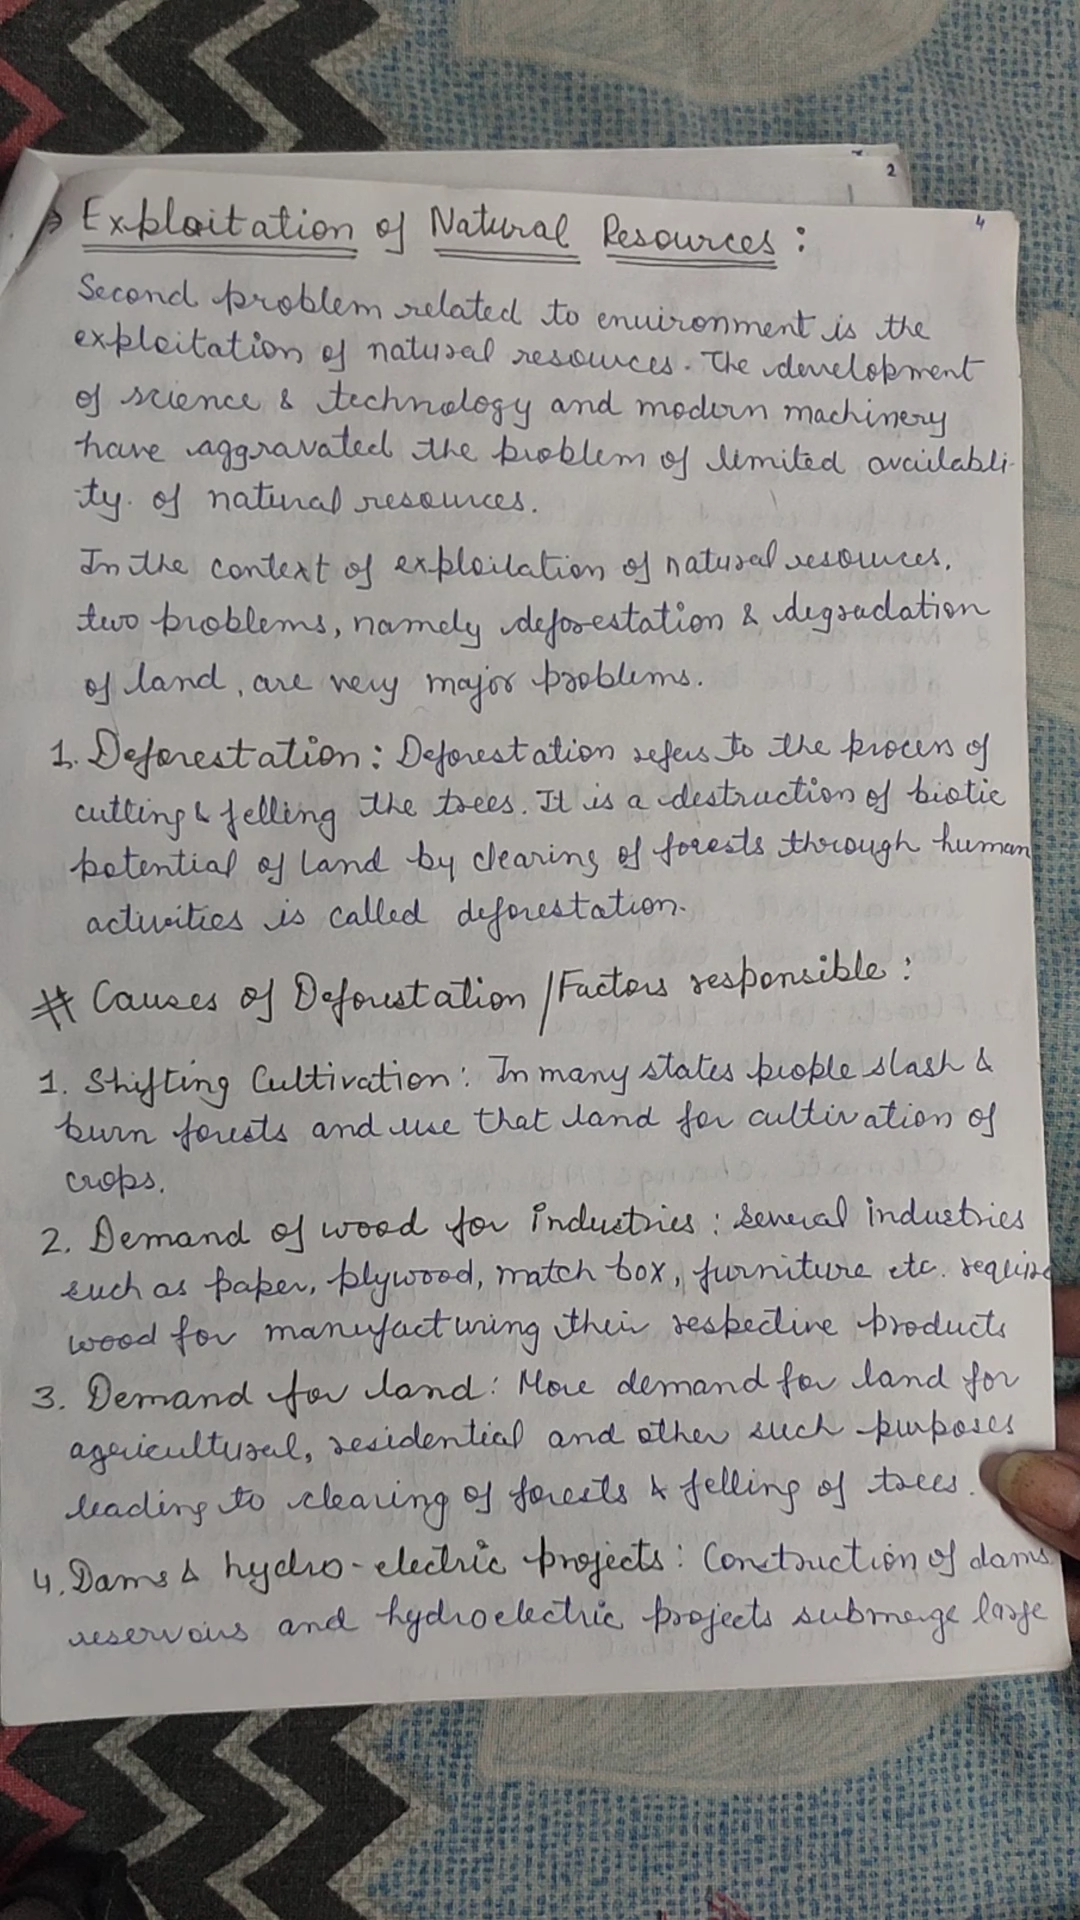 2
4
→ Exploitation of Natural Resources :
Second problem related to environment is the
exploitation of natural resources. The development
of science & technology and modern machinery
have aggravated the problem of limited availabli-
-ty. of natural resources.
In the context of exploitation of natural resources,
two problems, namely deforestation & degradation
of land, are very major problems.
1. Deforestation : Deforestation refers to the process of
cutting & felling the trees. It is a destruction of biotic
potential of land by clearing of forests through human
activities is called deforestation.
# Causes of Deforestation / Factors responsible :
1. Shifting Cultivation : In many states people slash &
burn forests and use that land for cultivation of
crops.
2. Demand of wood for industries : Several industries
such as paper, plywood, match box, furniture etc. require
wood for manufacturing their respective products
3. Demand for land : More demand for land for
agricultural, residential and other such purposes
leading to clearing of forests & felling of trees.
4. Dams & hydro-electric projects : Construction of dams
reservoirs and hydroelectric projects submerge large